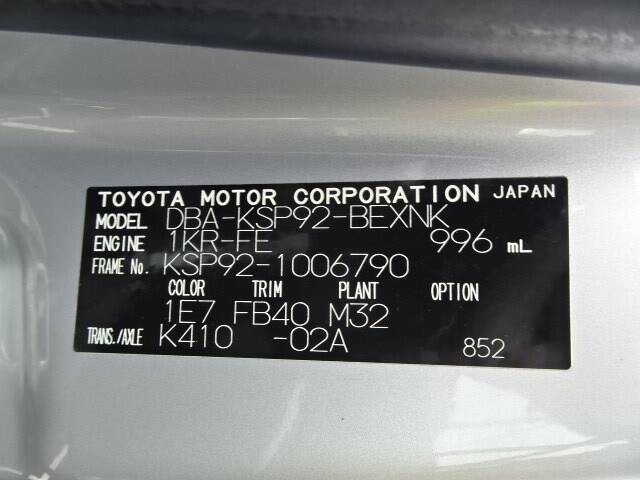 TOYOTA MOTOR CORPORATION JAPAN
MODEL DBA-KSP92-BEXNK
ENGINE 1KR-FE 996 mL
FRAME No. KSP92-1006790
COLOR TRIM PLANT OPTION
1E7 FB40 M32
TRANS./AXLE K410 -02A 852